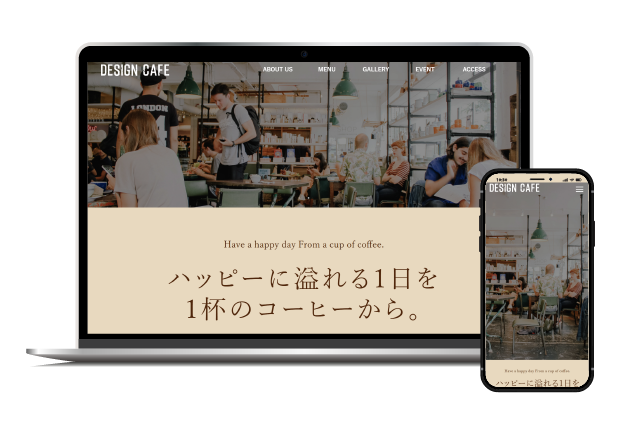 DESIGN CAFE
ABOUT US MENU GALLERY EVENT ACCESS
LONDON
Have a happy day From a cup of coffee.
ハッピーに溢れる1日を
1杯のコーヒーから。
DESIGN CAFE
Have a happy day From a cup of coffee.
ハッピーに溢れる1日を